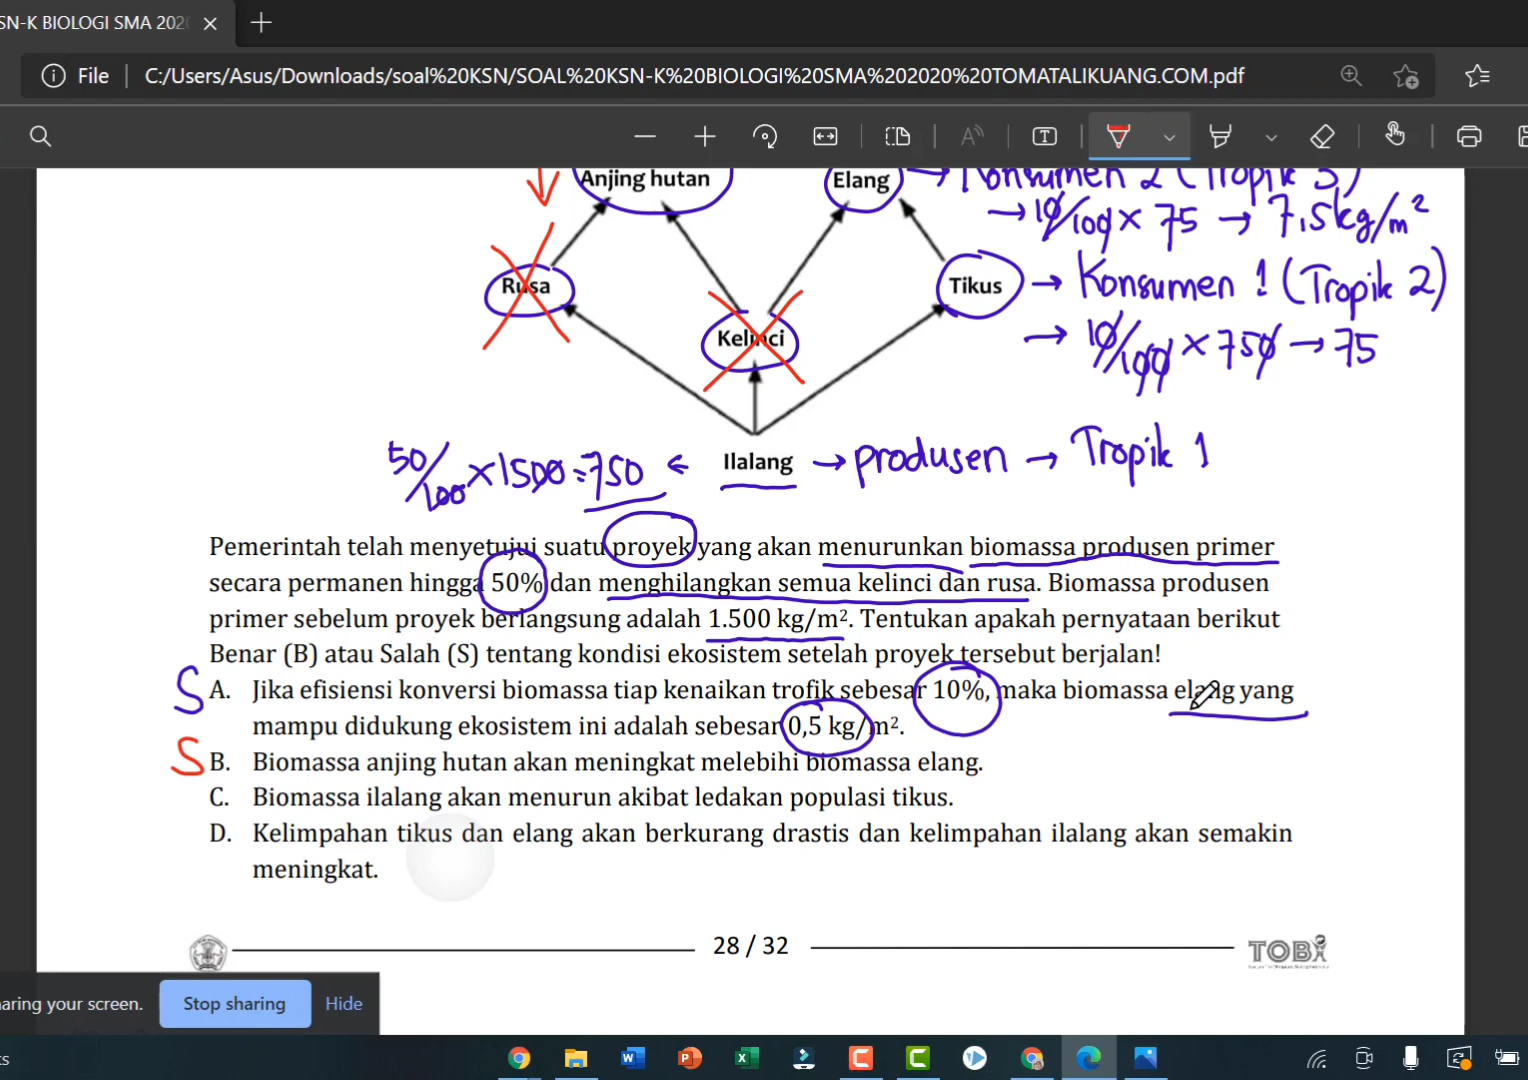 SN-K BIOLOGI SMA 202
File
C:/Users/Asus/Downloads/soal%20KSN/SOAL%20KSN-K%20BIOLOGI%20SMA%202020%20TOMATALIKUANG.COM.pdf
Anjing hutan
Elang → Konsumen 2 (Tropik 3)
→ 10/100 × 75 → 7,5 kg/m²
Rusa
Tikus → Konsumen 1 (Tropik 2)
Kelinci
→ 10/100 × 750 → 75
50/100 × 1500 = 750 ← Ilalang → produsen → Tropik 1
Pemerintah telah menyetujui suatu proyek yang akan menurunkan biomassa produsen primer
secara permanen hingga 50% dan menghilangkan semua kelinci dan rusa. Biomassa produsen
primer sebelum proyek berlangsung adalah 1.500 kg/m². Tentukan apakah pernyataan berikut
Benar (B) atau Salah (S) tentang kondisi ekosistem setelah proyek tersebut berjalan!
S A. Jika efisiensi konversi biomassa tiap kenaikan trofik sebesar 10%, maka biomassa elang yang
mampu didukung ekosistem ini adalah sebesar 0,5 kg/m².
S B. Biomassa anjing hutan akan meningkat melebihi biomassa elang.
C. Biomassa ilalang akan menurun akibat ledakan populasi tikus.
D. Kelimpahan tikus dan elang akan berkurang drastis dan kelimpahan ilalang akan semakin
meningkat.
28 / 32
TOBI
aring your screen.
Stop sharing
Hide